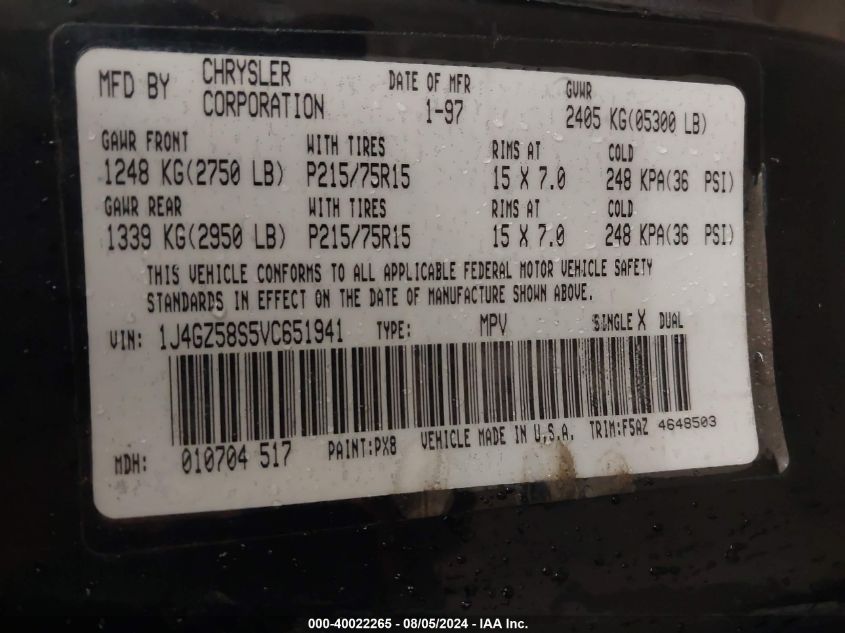 MFD BY CHRYSLER CORPORATION DATE OF MFR 1-97 GVWR 2405 KG(05300 LB)
GAWR FRONT WITH TIRES RIMS AT COLD
1248 KG(2750 LB) P215/75R15 15 X 7.0 248 KPA(36 PSI)
GAWR REAR WITH TIRES RIMS AT COLD
1339 KG(2950 LB) P215/75R15 15 X 7.0 248 KPA(36 PSI)
THIS VEHICLE CONFORMS TO ALL APPLICABLE FEDERAL MOTOR VEHICLE SAFETY
STANDARDS IN EFFECT ON THE DATE OF MANUFACTURE SHOWN ABOVE.
VIN: 1J4GZ58S5VC651941 TYPE: MPV SINGLE X DUAL
MDH: 010704 517 PAINT:PX8 VEHICLE MADE IN U.S.A. TRIM:F5AZ 4648503
000-40022265 - 08/05/2024 - IAA Inc.